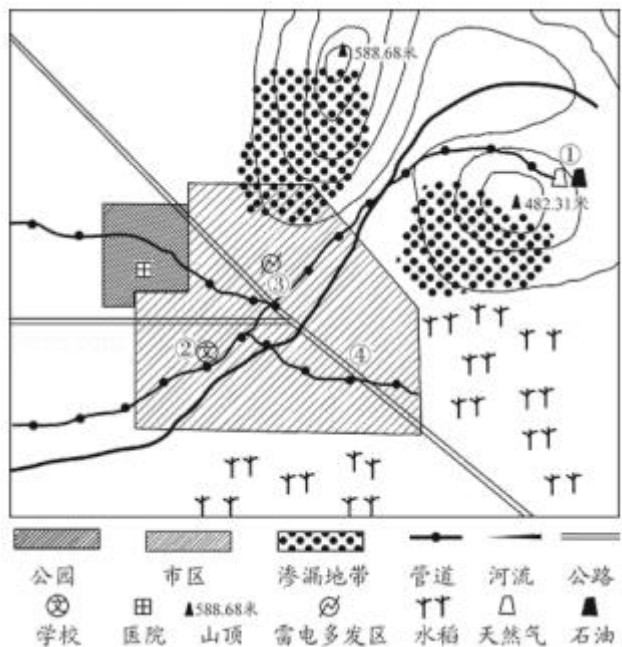 588.68米
①
482.31米
③
②
文
④
公园 市区 渗漏地带 管道 河流 公路
文 588.68米
学校 医院 山顶 雷电多发区 水稻 天然气 石油